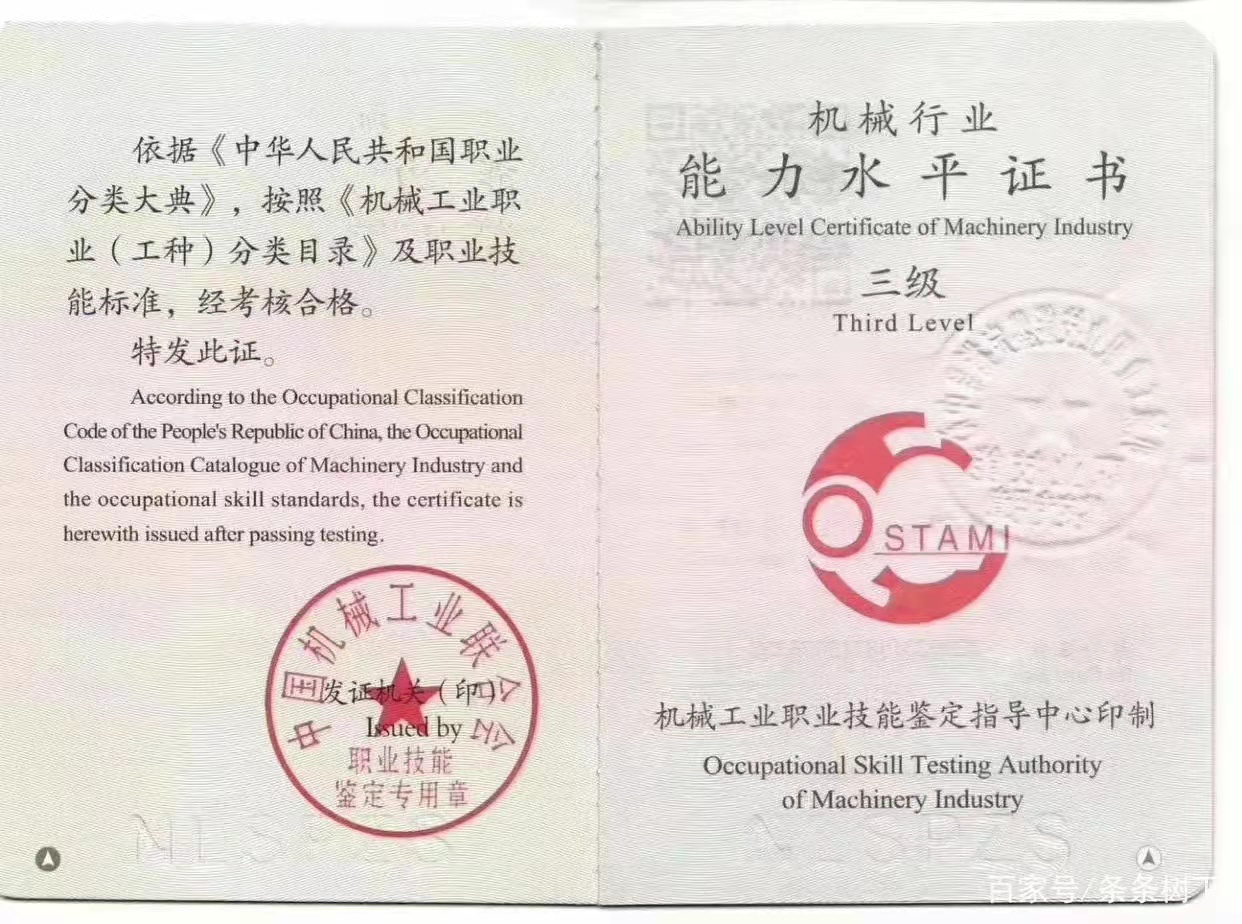 依据《中华人民共和国职业
分类大典》，按照《机械工业职
业（工种）分类目录》及职业技
能标准，经考核合格。
特发此证。
According to the Occupational Classification
Code of the People's Republic of China, the Occupational
Classification Catalogue of Machinery Industry and
the occupational skill standards, the certificate is
herewith issued after passing testing.
中国机械工业联合会
发证机关（印）
Issued by
职业技能
鉴定专用章
机械行业
能力水平证书
Ability Level Certificate of Machinery Industry
三级
Third Level
OSTAMI
机械工业职业技能鉴定指导中心印制
Occupational Skill Testing Authority
of Machinery Industry
百家号/条条树下